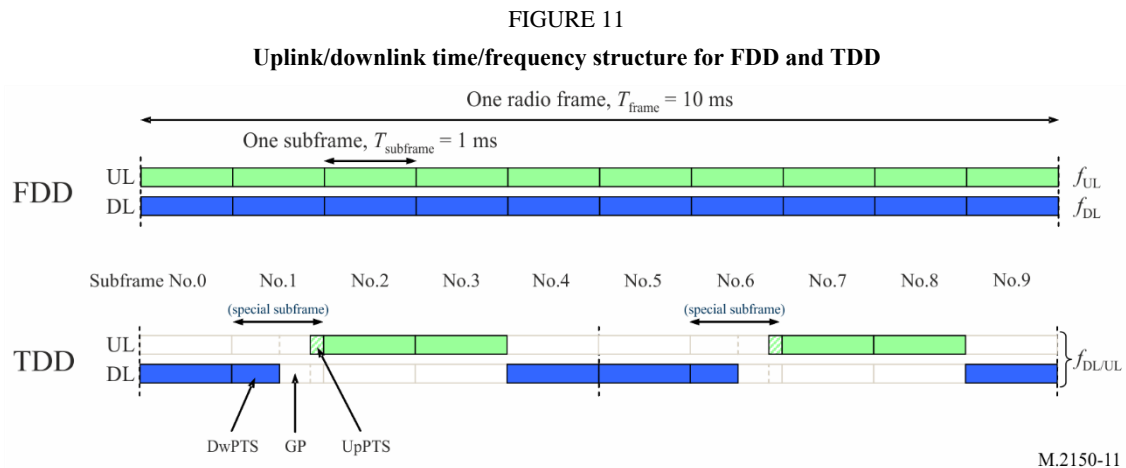 FIGURE 11
Uplink/downlink time/frequency structure for FDD and TDD
One radio frame, Tframe = 10 ms
One subframe, Tsubframe = 1 ms
FDD
UL
fUL
DL
fDL
Subframe No.0 No.1 No.2 No.3 No.4 No.5 No.6 No.7 No.8 No.9
(special subframe) (special subframe)
TDD
UL
DL
fDL/UL
DwPTS GP UpPTS
M.2150-11